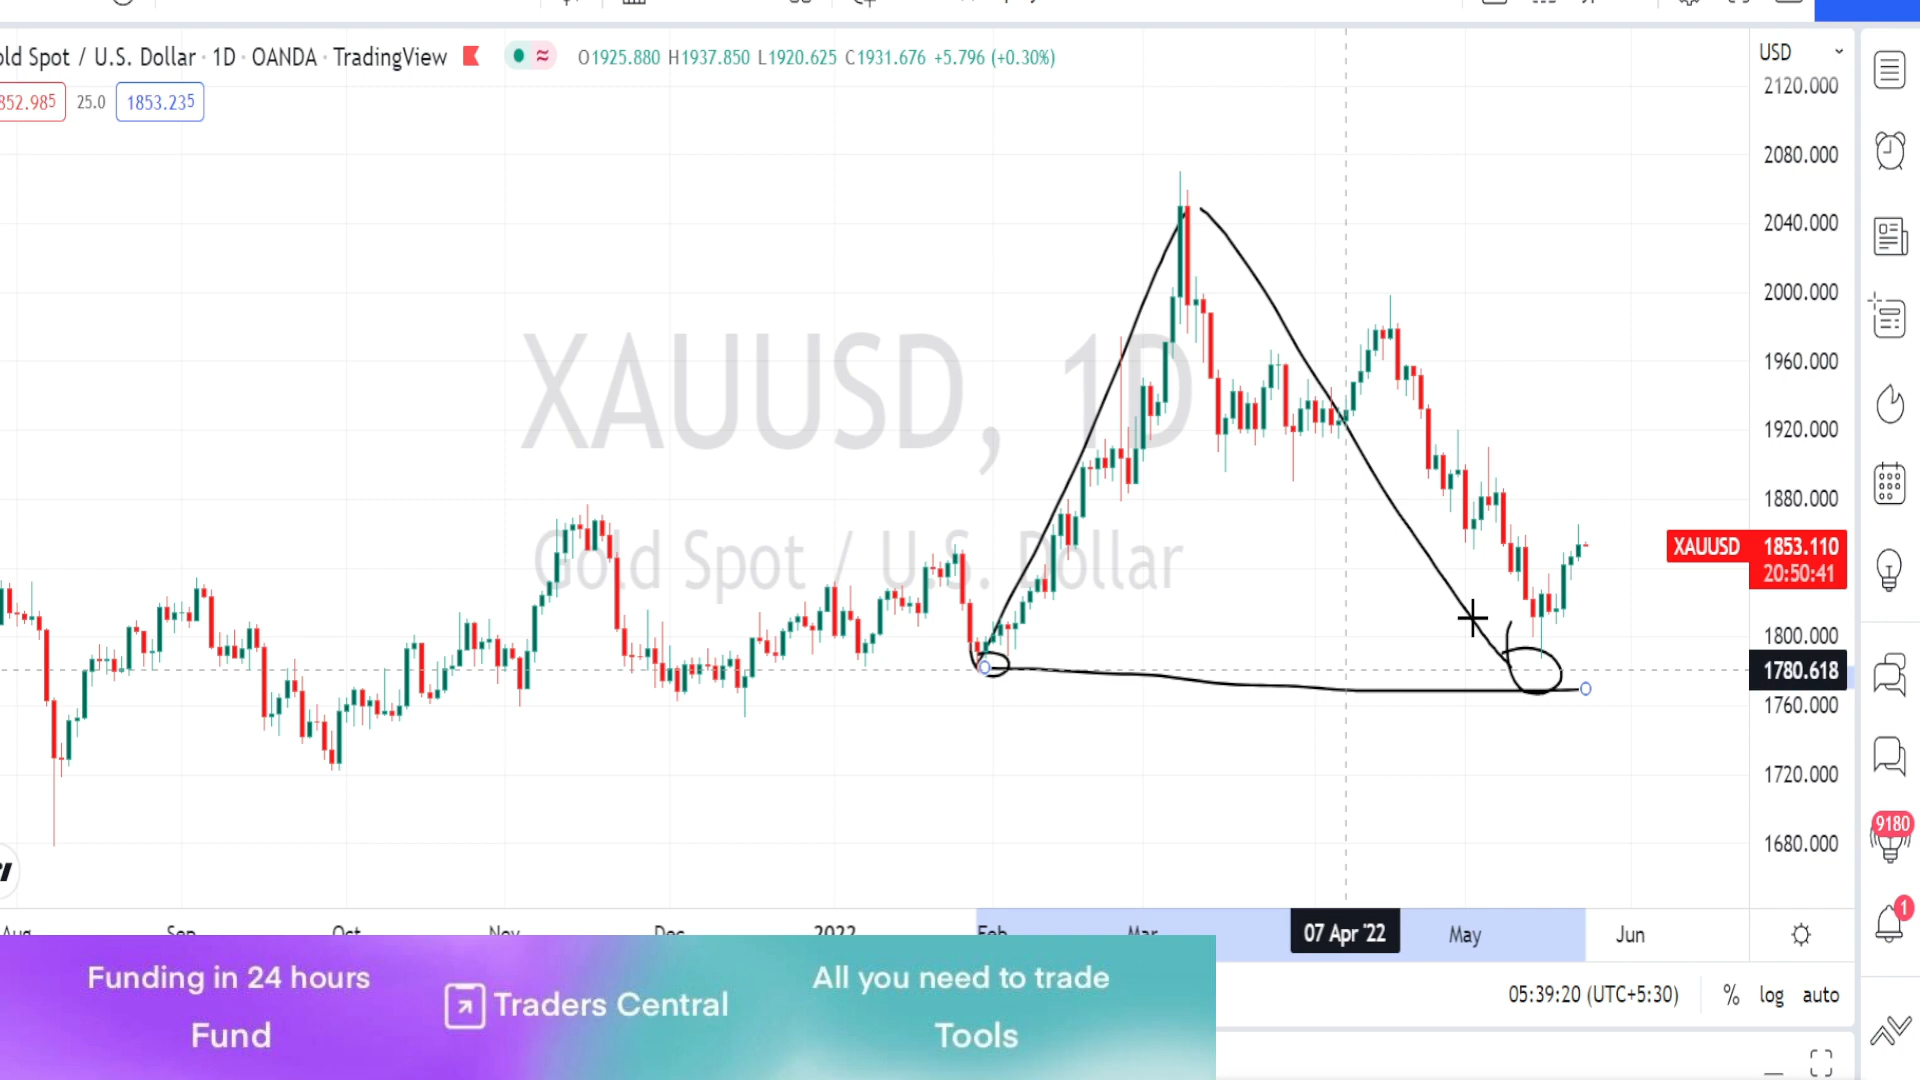 Gold Spot / U.S. Dollar · 1D · OANDA · TradingView O1925.880 H1937.850 L1920.625 C1931.676 +5.796 (+0.30%)
852.985 25.0 1853.235
USD
2120.000
2080.000
2040.000
2000.000
1960.000
1920.000
1880.000
XAUUSD 1853.110
20:50:41
1800.000
1780.618
1760.000
1720.000
1680.000
XAUUSD, 1D
Gold Spot / U.S. Dollar
9180
1
Aug Sep Oct Nov Dec 2022 Feb Mar 07 Apr '22 May Jun
05:39:20 (UTC+5:30) % log auto
Funding in 24 hours
Fund
Traders Central
All you need to trade
Tools